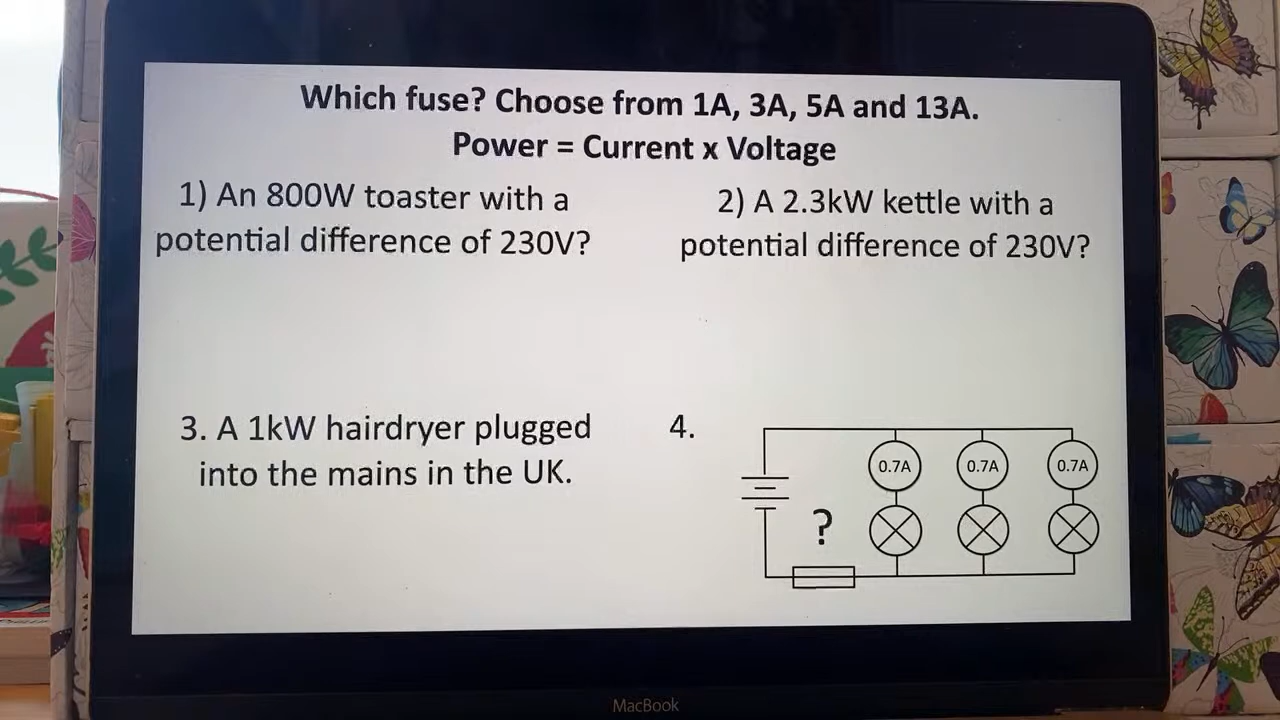 Which fuse? Choose from 1A, 3A, 5A and 13A.
Power = Current x Voltage
1) An 800W toaster with a
potential difference of 230V?
2) A 2.3kW kettle with a
potential difference of 230V?
3. A 1kW hairdryer plugged
into the mains in the UK.
4.
0.7A
0.7A
0.7A
?
MacBook